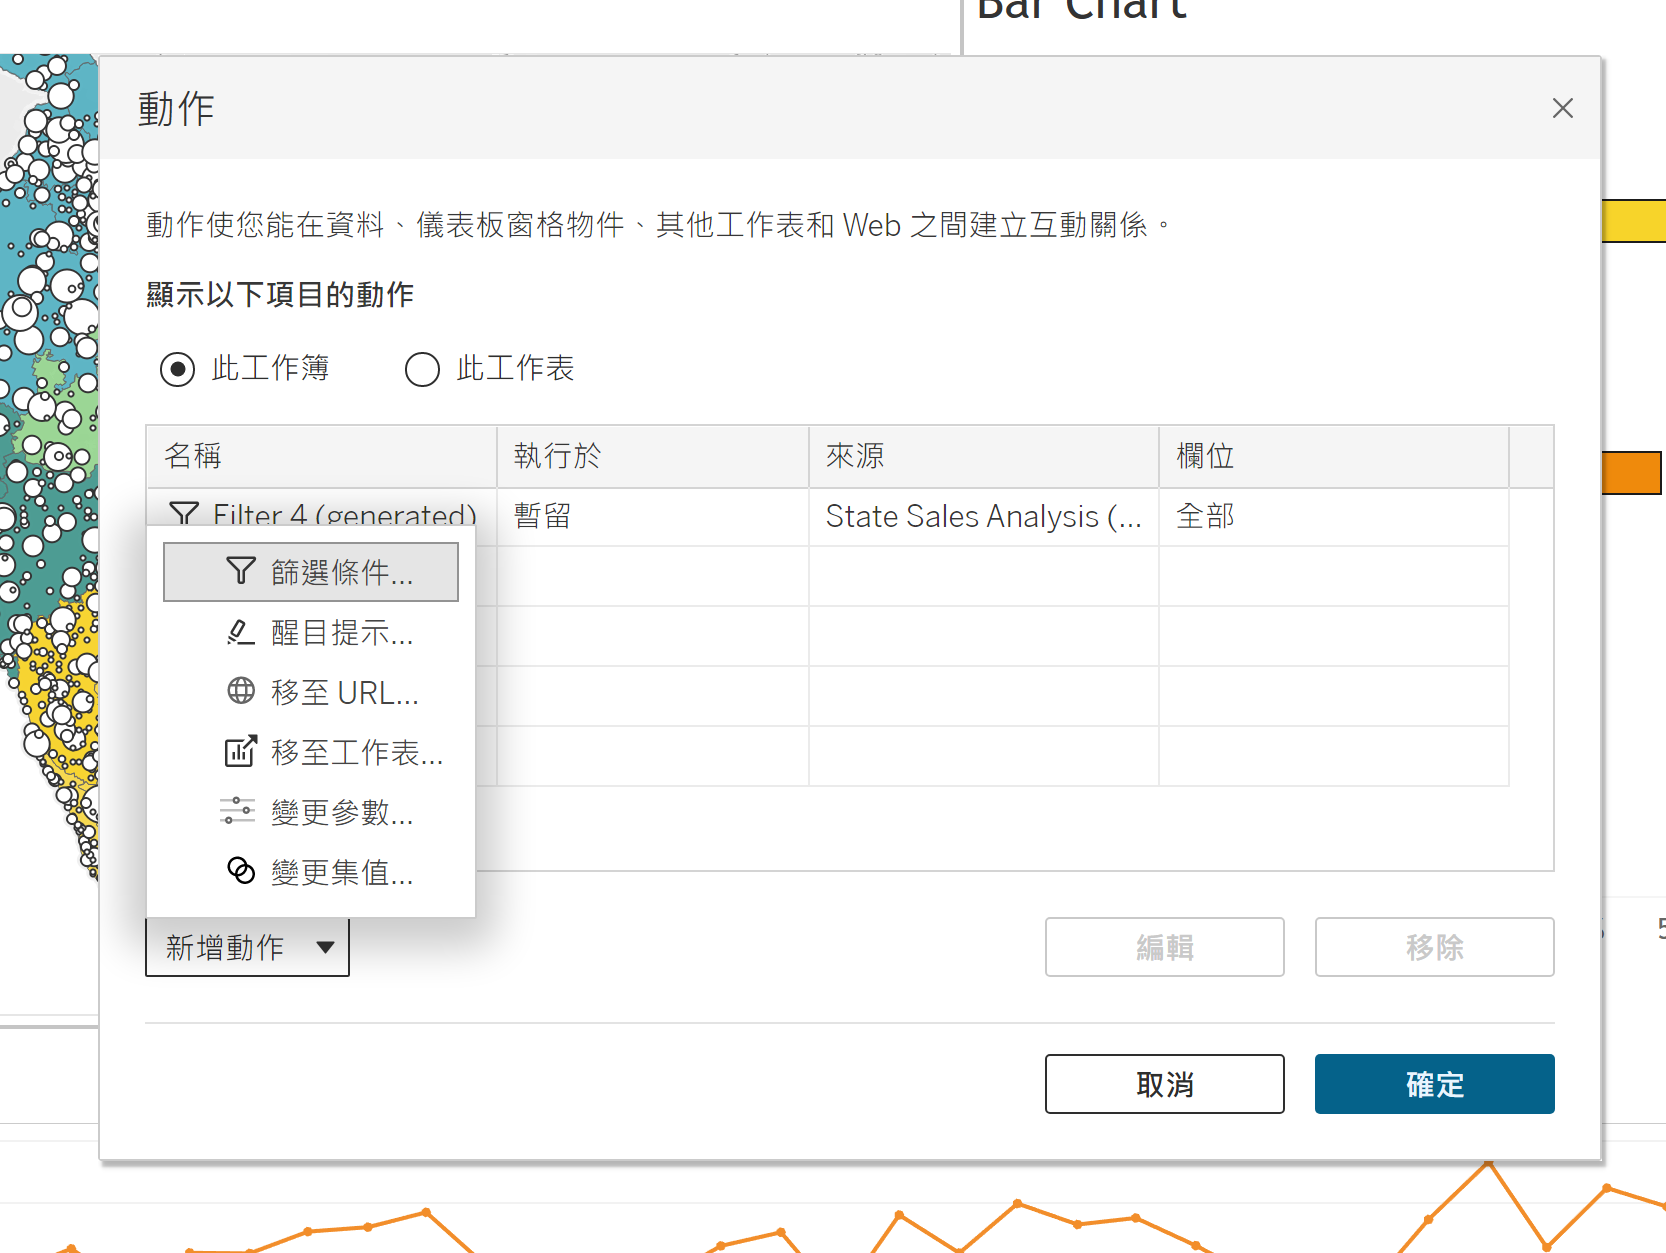 Bar Chart
動作
動作使您能在資料、儀表板窗格物件、其他工作表和 Web 之間建立互動關係。
顯示以下項目的動作
此工作簿 此工作表
名稱 執行於 來源 欄位
Filter 4 (generated) 暫留 State Sales Analysis (... 全部
篩選條件...
醒目提示...
移至 URL...
移至工作表...
變更參數...
變更集值...
新增動作 編輯 移除
取消 確定